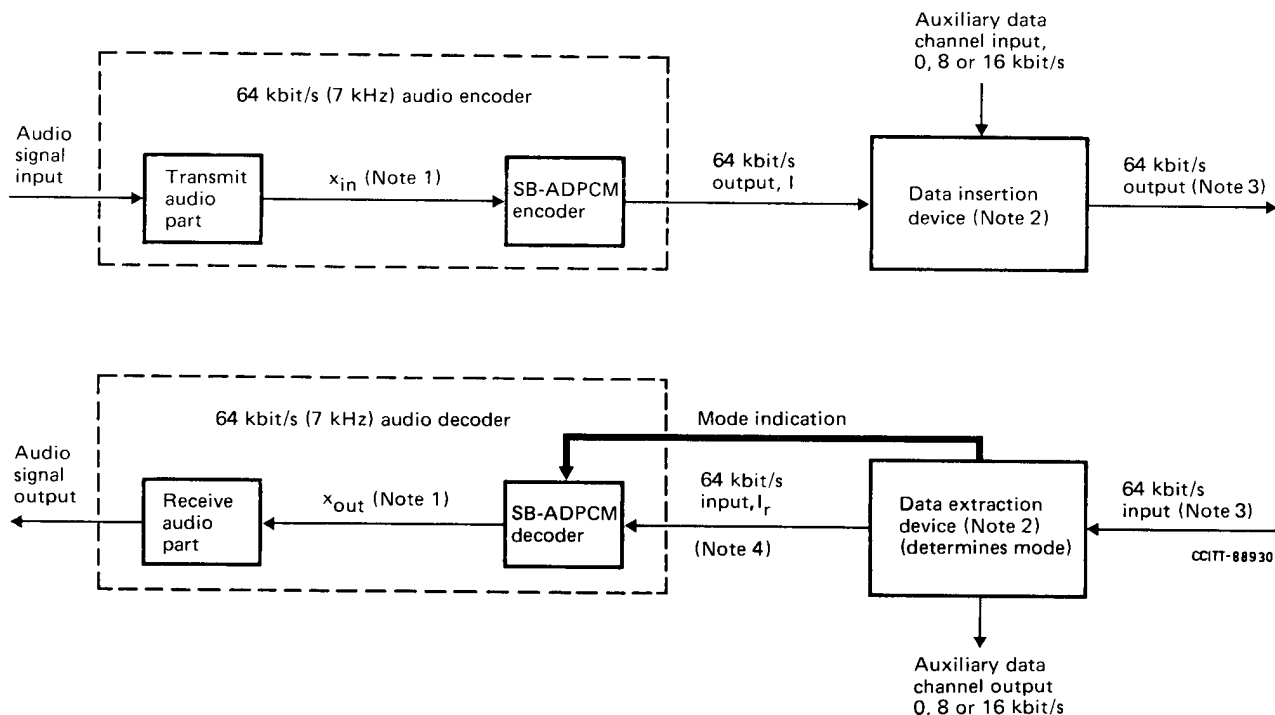 Auxiliary data
channel input,
0, 8 or 16 kbit/s
64 kbit/s (7 kHz) audio encoder
Audio
signal
input
Transmit
audio
part
x_in (Note 1)
SB-ADPCM
encoder
64 kbit/s
output, I
Data insertion
device (Note 2)
64 kbit/s
output (Note 3)
64 kbit/s (7 kHz) audio decoder
Mode indication
Audio
signal
output
Receive
audio
part
x_out (Note 1)
SB-ADPCM
decoder
64 kbit/s
input, I_r
(Note 4)
Data extraction
device (Note 2)
(determines mode)
64 kbit/s
input (Note 3)
CCITT-88930
Auxiliary data
channel output
0, 8 or 16 kbit/s